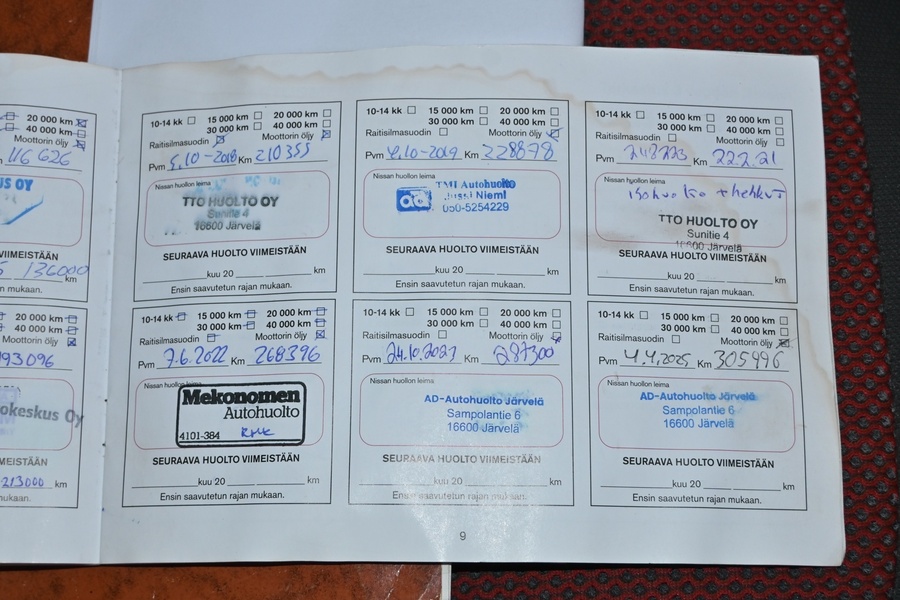 20 000 km
40 000 km
Moottorin öljy
116 626
US OY
VIIMEISTÄÄN
136000 km
n mukaan.
10-14 kk 15 000 km 20 000 km
30 000 km 40 000 km
Raitisilmasuodin Moottorin öljy
Pvm 5.10-2018 Km 210355
Nissan huollon leima
TTO HUOLTO OY
Sunitie 4
16600 Järvelä
SEURAAVA HUOLTO VIIMEISTÄÄN
kuu 20 km
Ensin saavutetun rajan mukaan.
10-14 kk 15 000 km 20 000 km
30 000 km 40 000 km
Raitisilmasuodin Moottorin öljy
Pvm 4.10-2019 Km 228878
Nissan huollon leima
TMI Autohuolto
Jussi Niemi
050-5254229
SEURAAVA HUOLTO VIIMEISTÄÄN
kuu 20 km
Ensin saavutetun rajan mukaan.
10-14 kk 15 000 km 20 000 km
30 000 km 40 000 km
Raitisilmasuodin Moottorin öljy
Pvm 248223 Km 22.2.21
Nissan huollon leima
TTO HUOLTO OY
Sunitie 4
16600 Järvelä
SEURAAVA HUOLTO VIIMEISTÄÄN
kuu 20 km
Ensin saavutetun rajan mukaan.
20 000 km
40 000 km
Moottorin öljy
193096
okeskus Oy
MEISTÄÄN
213000 km
mukaan.
10-14 kk 15 000 km 20 000 km
30 000 km 40 000 km
Raitisilmasuodin Moottorin öljy
Pvm 7.6.2022 Km 268396
Nissan huollon leima
Mekonomen
Autohuolto
4101-384
SEURAAVA HUOLTO VIIMEISTÄÄN
kuu 20 km
Ensin saavutetun rajan mukaan.
10-14 kk 15 000 km 20 000 km
30 000 km 40 000 km
Raitisilmasuodin Moottorin öljy
Pvm 24.10.2023 Km 287300
Nissan huollon leima
AD-Autohuolto Järvelä
Sampolantie 6
16600 Järvelä
SEURAAVA HUOLTO VIIMEISTÄÄN
kuu 20 km
Ensin saavutetun rajan mukaan.
10-14 kk 15 000 km 20 000 km
30 000 km 40 000 km
Raitisilmasuodin Moottorin öljy
Pvm 4.4.2025 Km 305996
Nissan huollon leima
AD-Autohuolto Järvelä
Sampolantie 6
16600 Järvelä
SEURAAVA HUOLTO VIIMEISTÄÄN
kuu 20 km
Ensin saavutetun rajan mukaan.
9